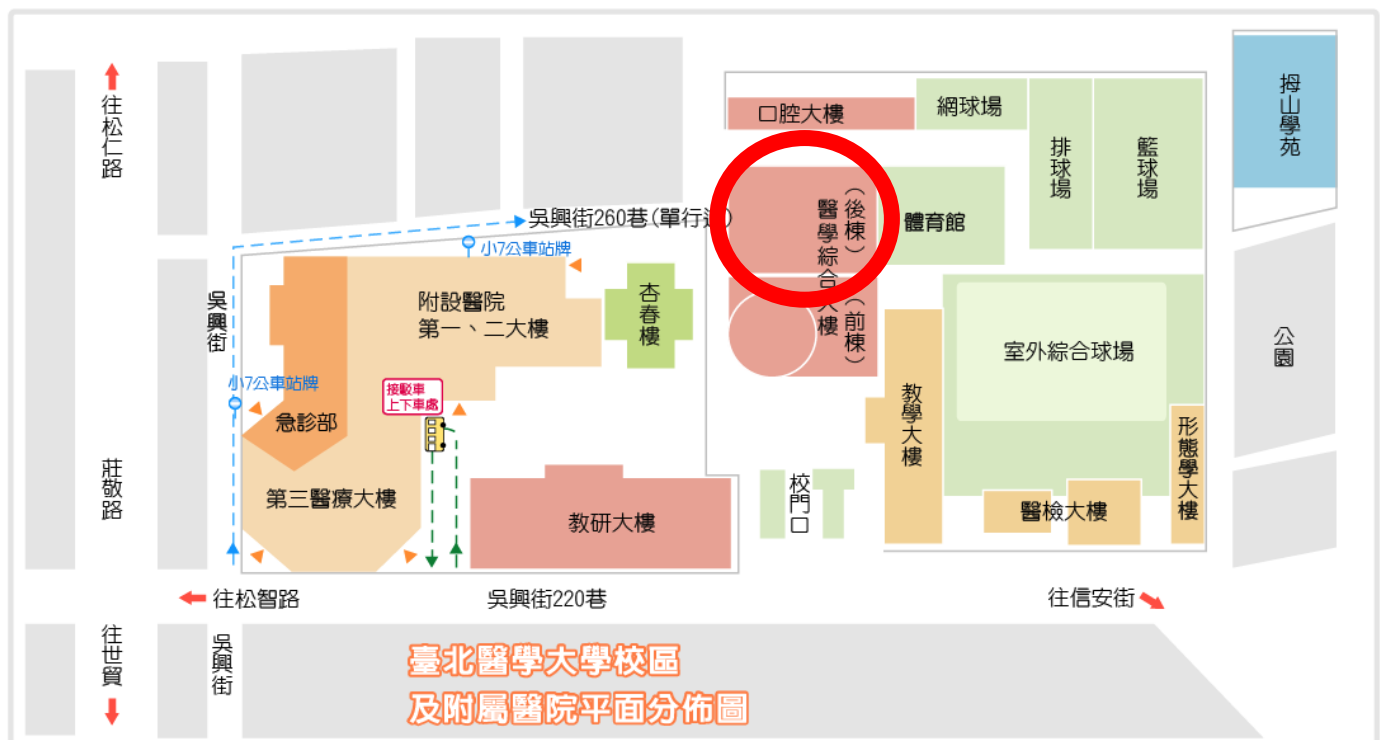 往松仁路
口腔大樓
網球場
排球場
籃球場
拇山學苑
吳興街260巷(單行道)
小7公車站牌
醫學綜合大樓
(後棟)
(前棟)
體育館
吳興街
附設醫院
第一、二大樓
杏春樓
室外綜合球場
公園
小7公車站牌
接駁車
上下車處
急診部
教學大樓
形態學大樓
莊敬路
第三醫療大樓
教研大樓
校門口
醫檢大樓
往松智路
吳興街220巷
往信安街
往世貿
吳興街
臺北醫學大學校區
及附屬醫院平面分佈圖